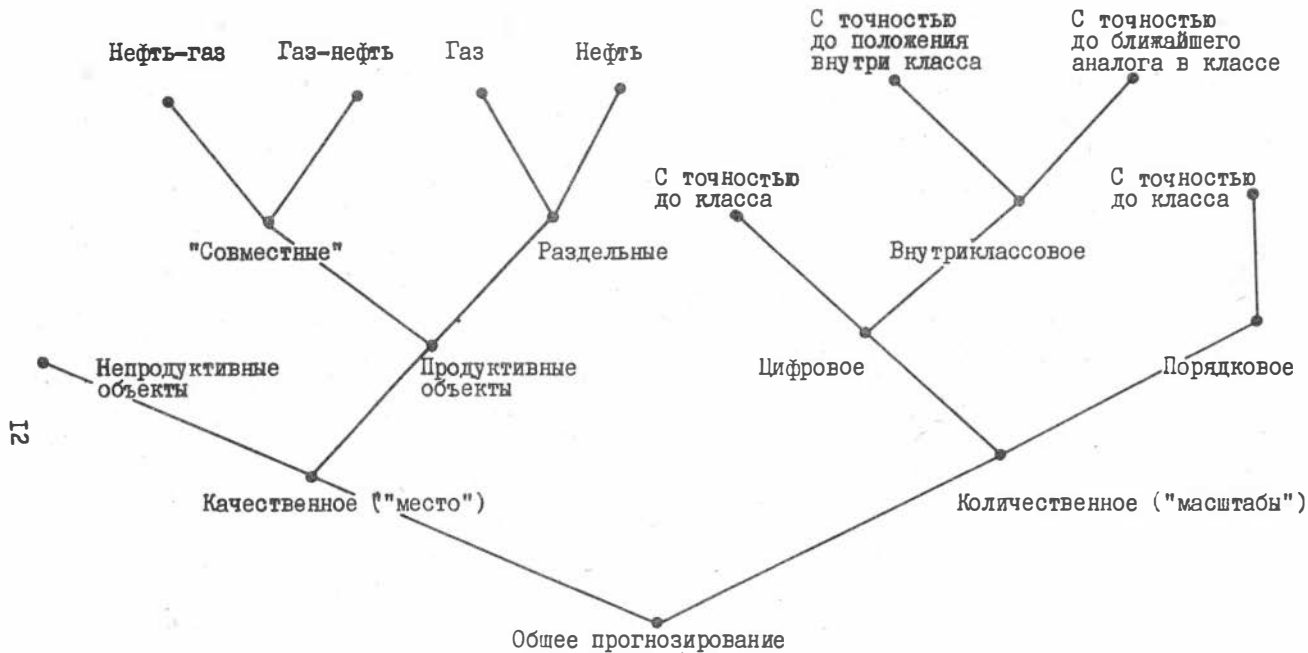 Нефть-газ
Газ-нефть
Газ
Нефть
С точностью
до положения
внутри класса
С точностью
до ближайшего
аналога в классе
С точностью
до класса
С точностью
до класса
"Совместные"
Раздельные
Внутриклассовое
Непродуктивные
объекты
Продуктивные
объекты
Цифровое
Порядковое
Качественное ("место")
Количественное ("масштабы")
Общее прогнозирование
I2